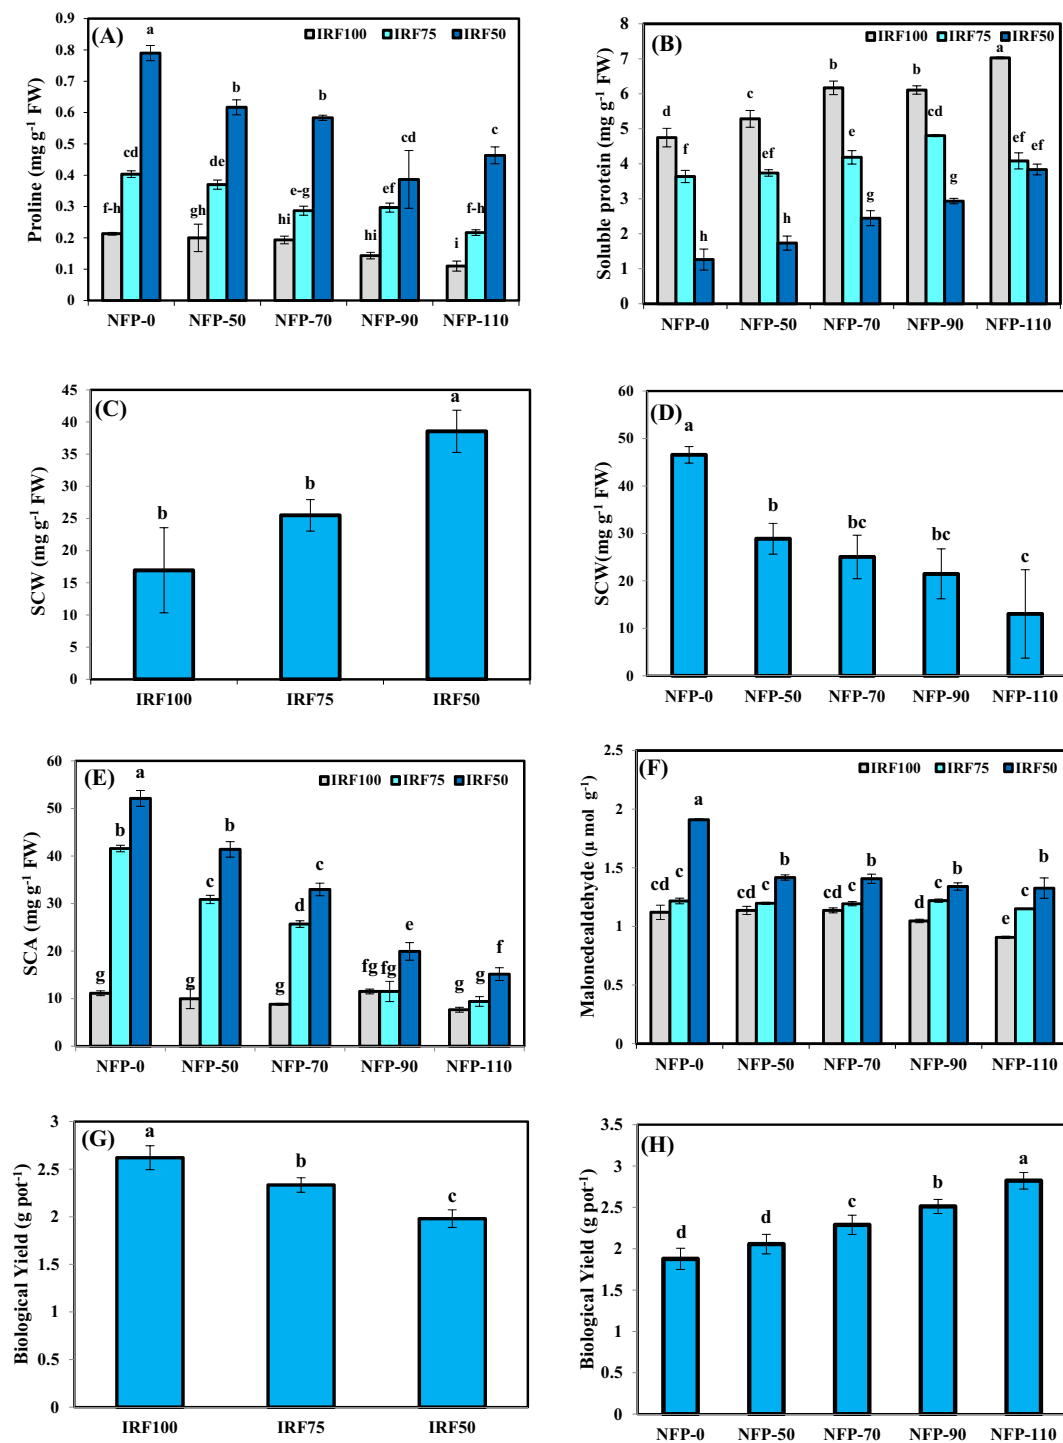 (A)
IRF100 IRF75 IRF50
Proline (mg g-1 FW)
0.9
0.8
0.7
0.6
0.5
0.4
0.3
0.2
0.1
0
f-h cd a
gh de b
hi e-g b
hi ef cd
i f-h c
NFP-0 NFP-50 NFP-70 NFP-90 NFP-110
(B)
IRF100 IRF75 IRF50
Soluble protein (mg g-1 FW)
8
7
6
5
4
3
2
1
0
d f h
c ef h
b e g
b cd g
a ef ef
NFP-0 NFP-50 NFP-70 NFP-90 NFP-110
(C)
SCW (mg g-1 FW)
45
40
35
30
25
20
15
10
5
0
b b a
IRF100 IRF75 IRF50
(D)
SCW(mg g-1 FW)
60
50
40
30
20
10
0
a b bc bc c
NFP-0 NFP-50 NFP-70 NFP-90 NFP-110
(E)
IRF100 IRF75 IRF50
SCA (mg g-1 FW)
60
50
40
30
20
10
0
g b a
g c b
g d c
fg fg e
g g f
NFP-0 NFP-50 NFP-70 NFP-90 NFP-110
(F)
IRF100 IRF75 IRF50
Malonedealdehyde (µ mol g-1)
2.5
2
1.5
1
0.5
0
cd c a
cd c b
cd c b
d c b
e c b
NFP-0 NFP-50 NFP-70 NFP-90 NFP-110
(G)
Biological Yield (g pot-1)
3
2.5
2
1.5
1
0.5
0
a b c
IRF100 IRF75 IRF50
(H)
Biological Yield (g pot-1)
3.5
3
2.5
2
1.5
1
0.5
0
d d c b a
NFP-0 NFP-50 NFP-70 NFP-90 NFP-110